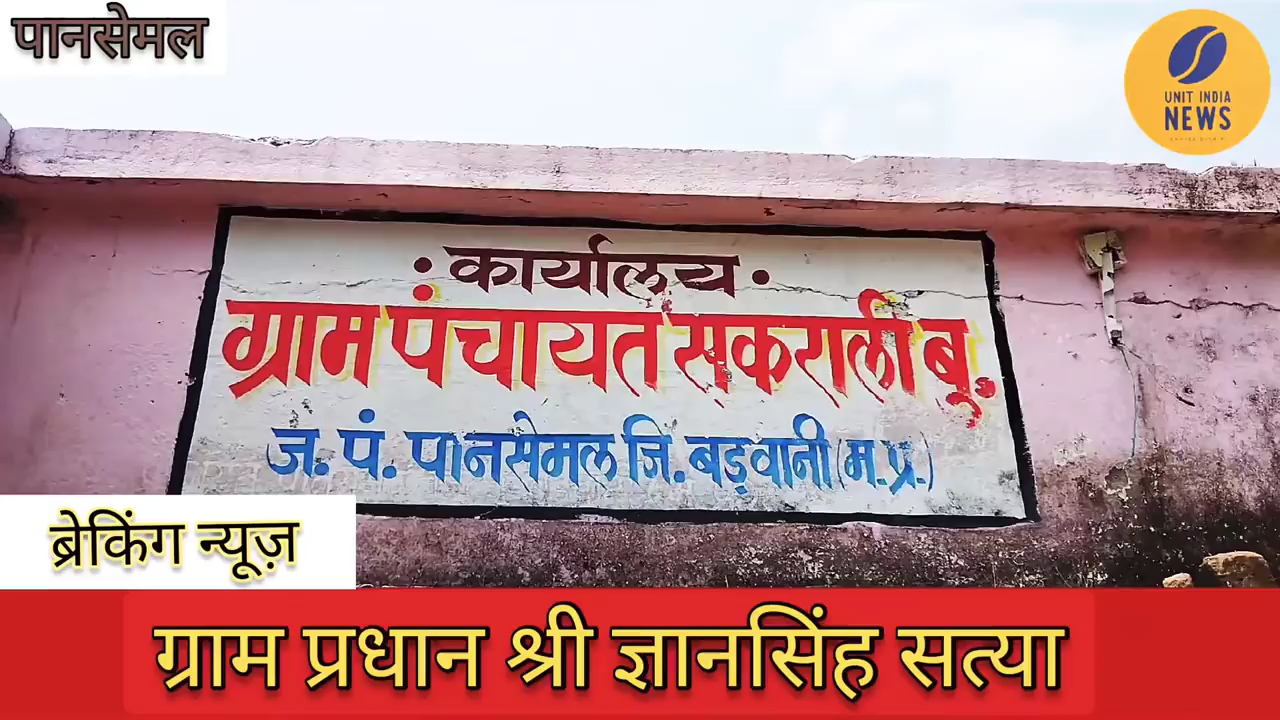 पानसेमल
UNIT INDIA
NEWS
• कार्यालय •
ग्राम पंचायत सकराली बु.
ज. पं. पानसेमल जि. बड़वानी (म.प्र.)
ब्रेकिंग न्यूज़
ग्राम प्रधान श्री ज्ञानसिंह सत्या